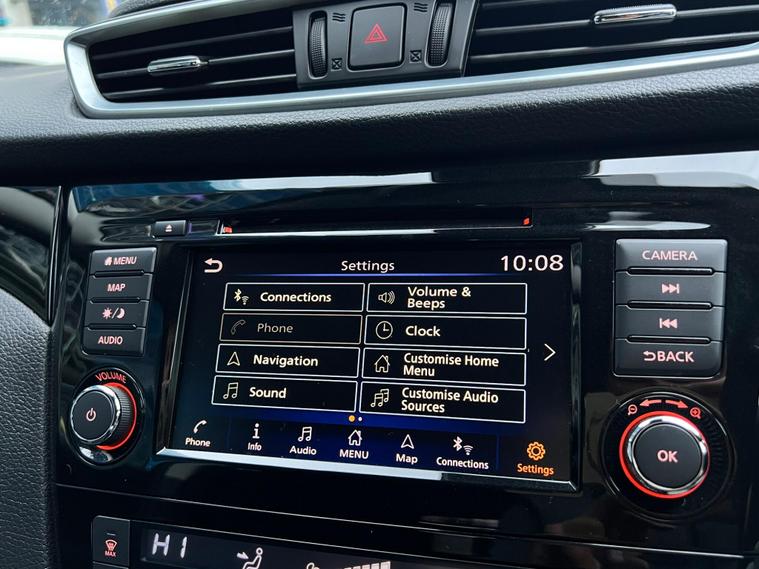 MENU
MAP
AUDIO
VOLUME
Settings
10:08
Connections
Volume &
Beeps
Phone
Clock
Navigation
Customise Home
Menu
Sound
Customise Audio
Sources
Phone
Info
Audio
MENU
Map
Connections
Settings
CAMERA
BACK
OK
MAX
HI